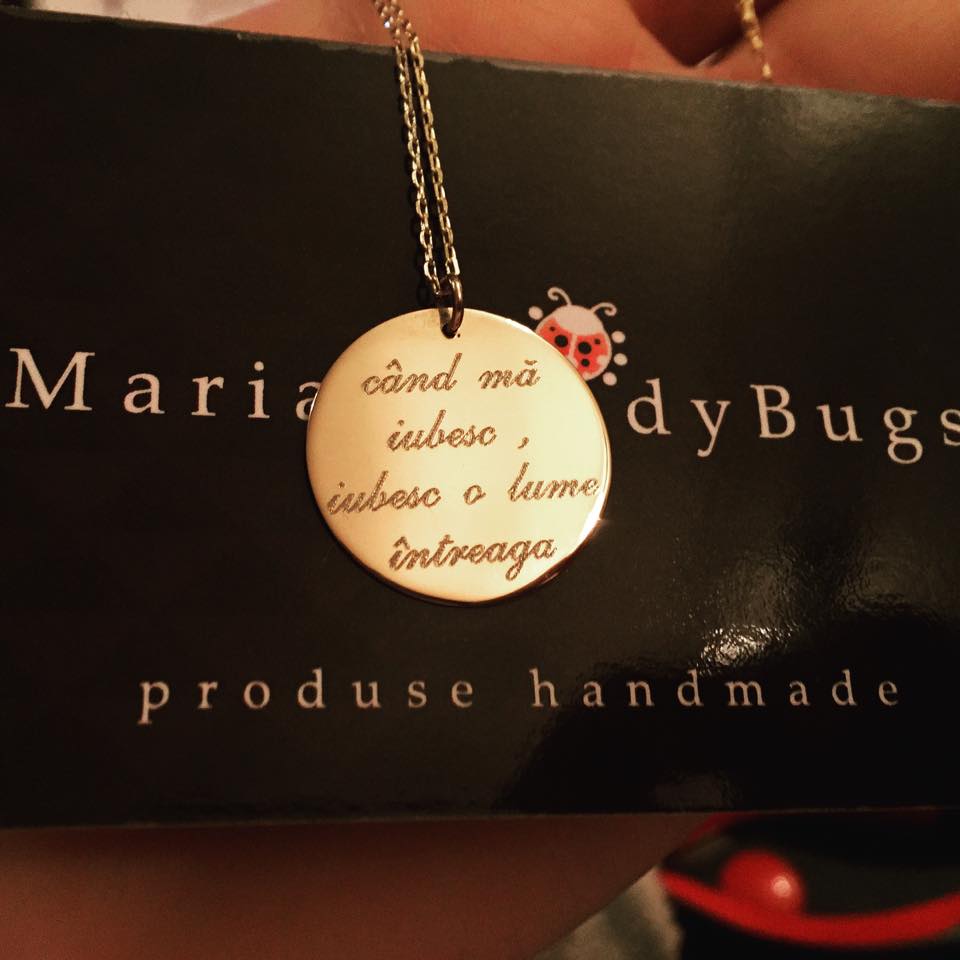 când mă
iubesc ,
iubesc o lume
întreaga
Maria dyBugs
produse handmade